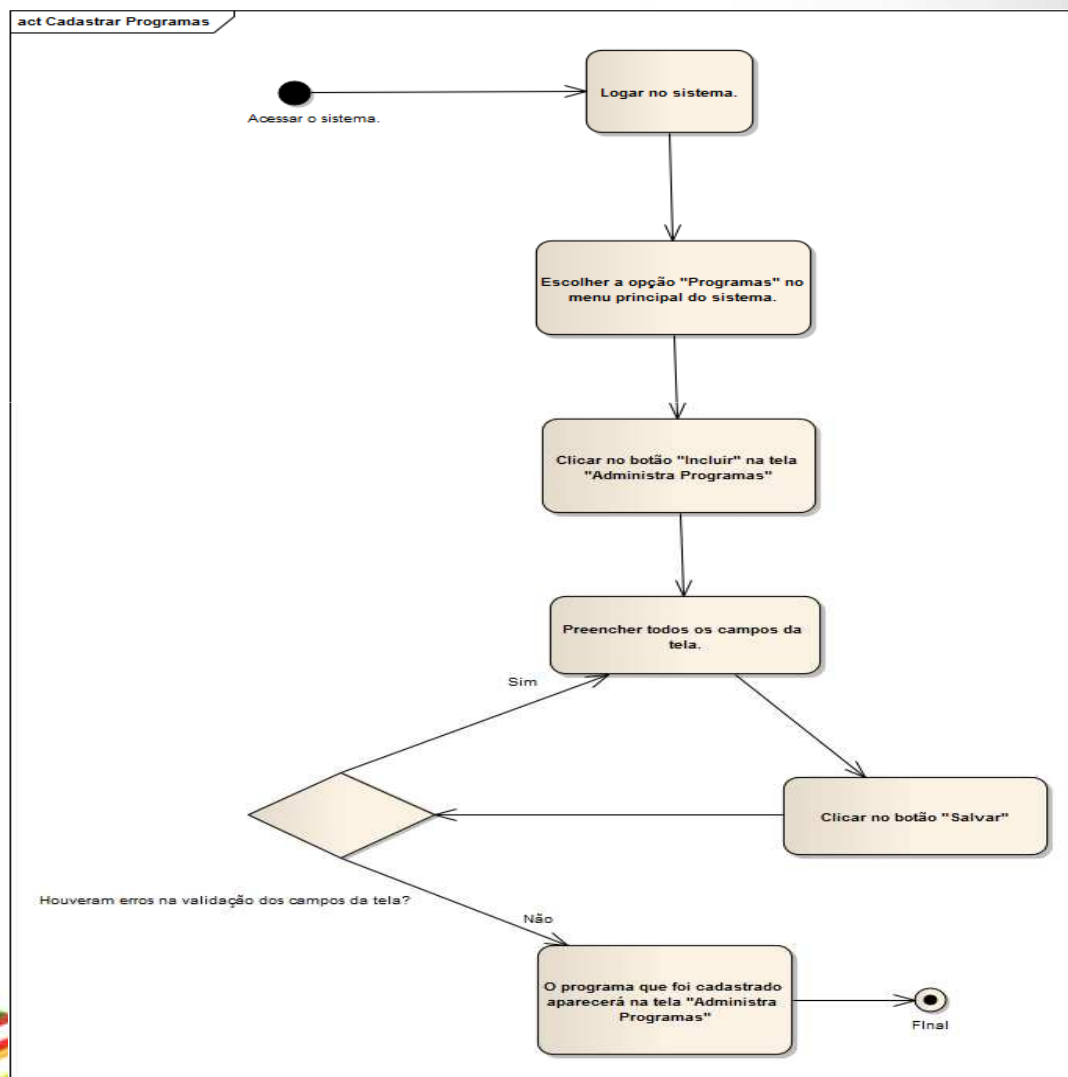 act Cadastrar Programas
Logar no sistema.
Acessar o sistema.
Escolher a opção "Programas" no
menu principal do sistema.
Clicar no botão "Incluir" na tela
"Administra Programas"
Preencher todos os campos da
tela.
Sim
Clicar no botão "Salvar"
Houveram erros na validação dos campos da tela?
Não
O programa que foi cadastrado
aparecerá na tela "Administra
Programas"
FInal